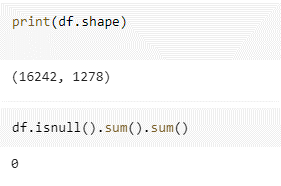 print(df.shape)
(16242, 1278)
df.isnull().sum().sum()
0